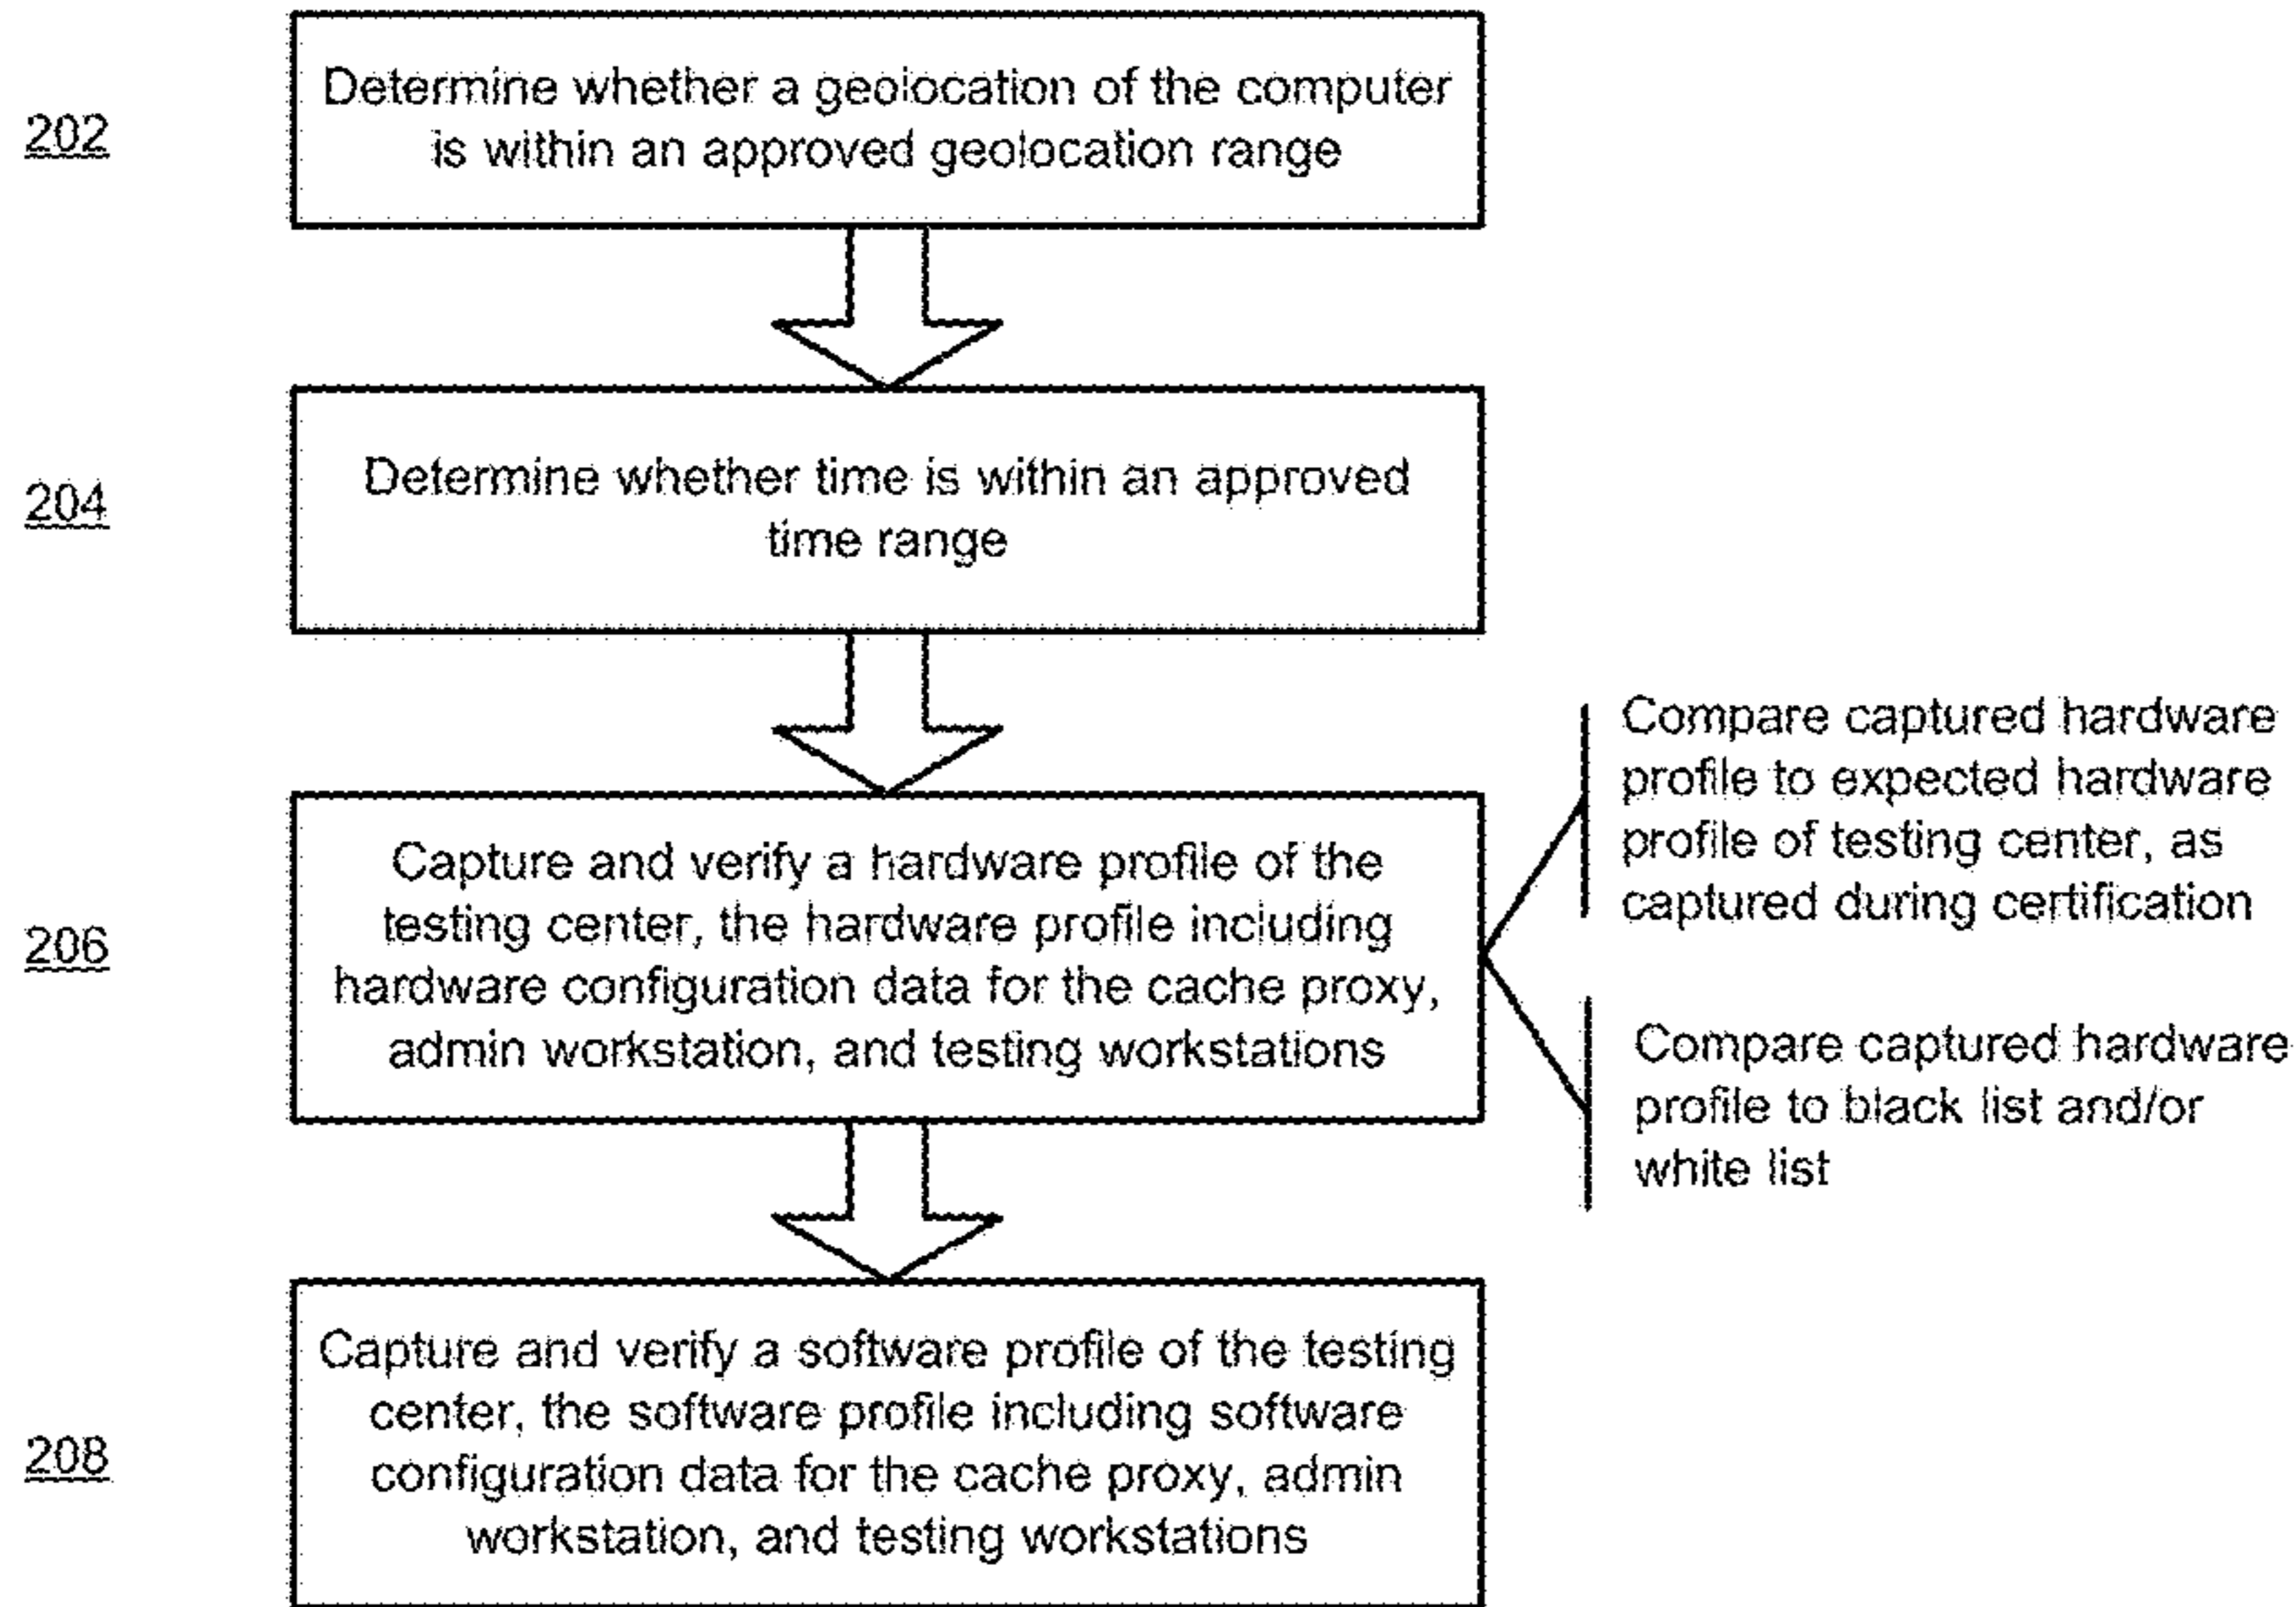 202
Determine whether a geolocation of the computer
is within an approved geolocation range
204
Determine whether time is within an approved
time range
206
Capture and verify a hardware profile of the
testing center, the hardware profile including
hardware configuration data for the cache proxy,
admin workstation, and testing workstations
Compare captured hardware
profile to expected hardware
profile of testing center, as
captured during certification
Compare captured hardware
profile to black list and/or
white list
208
Capture and verify a software profile of the testing
center, the software profile including software
configuration data for the cache proxy, admin
workstation, and testing workstations